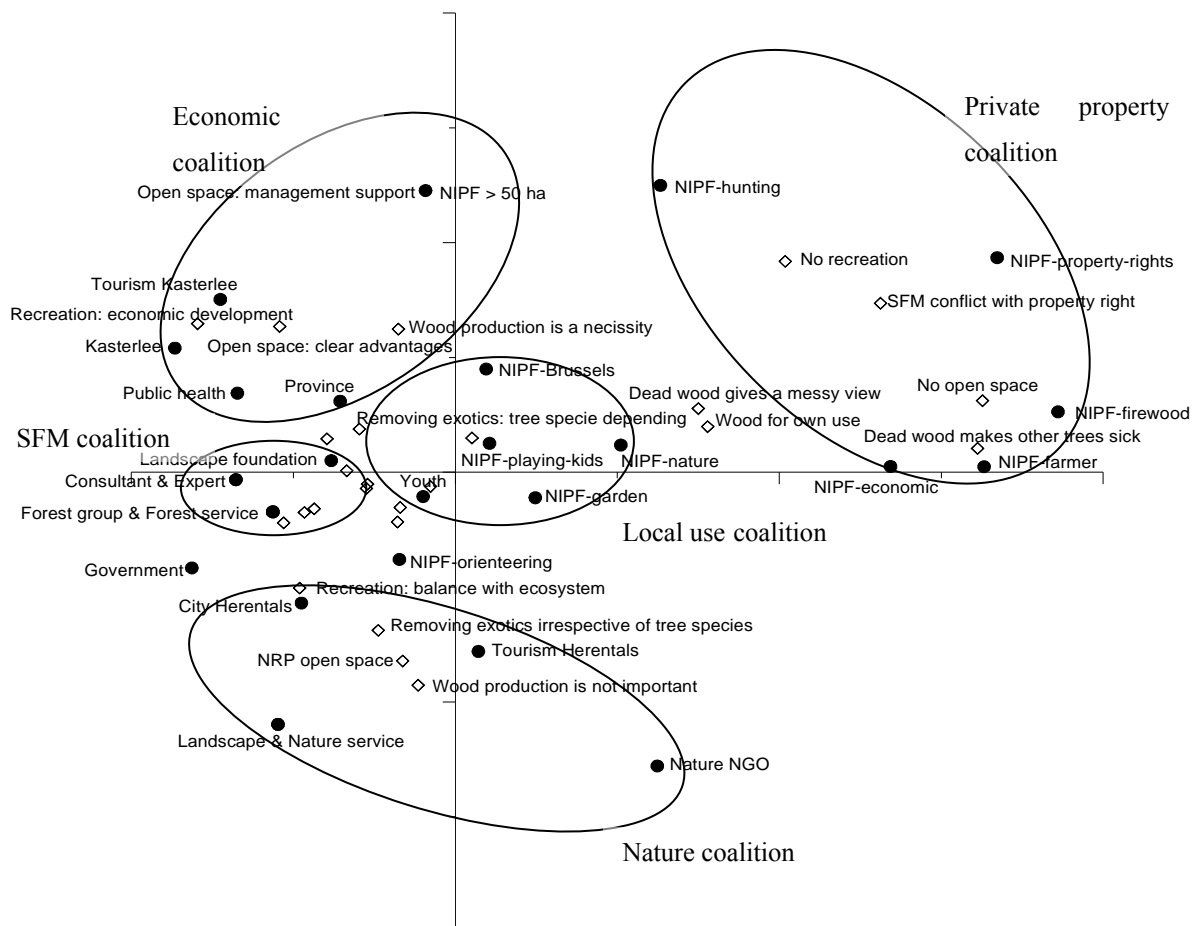 Economic
coalition
Private property
coalition
Open space: management support
NIPF > 50 ha
NIPF-hunting
No recreation
NIPF-property-rights
Tourism Kasterlee
SFM conflict with property right
Recreation: economic development
Wood production is a necissity
Kasterlee
Open space: clear advantages
NIPF-Brussels
Public health
Province
Dead wood gives a messy view
No open space
Removing exotics: tree specie depending
Wood for own use
NIPF-firewood
SFM coalition
Dead wood makes other trees sick
Landscape foundation
NIPF-playing-kids
NIPF-nature
NIPF-farmer
Consultant & Expert
Youth
NIPF-economic
Forest group & Forest service
NIPF-garden
Local use coalition
Government
NIPF-orienteering
Recreation: balance with ecosystem
City Herentals
Removing exotics irrespective of tree species
Tourism Herentals
NRP open space
Wood production is not important
Landscape & Nature service
Nature NGO
Nature coalition